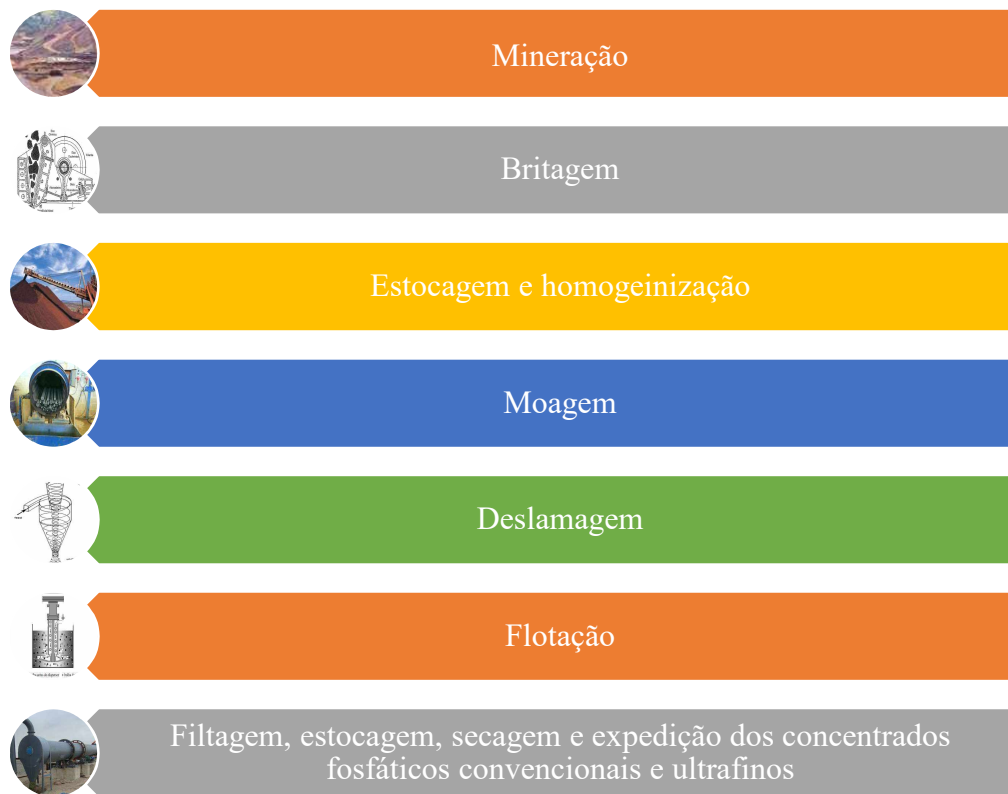 Mineração
Britagem
Estocagem e homogeinização
Moagem
Deslamagem
Flotação
Filtagem, estocagem, secagem e expedição dos concentrados
fosfáticos convencionais e ultrafinos